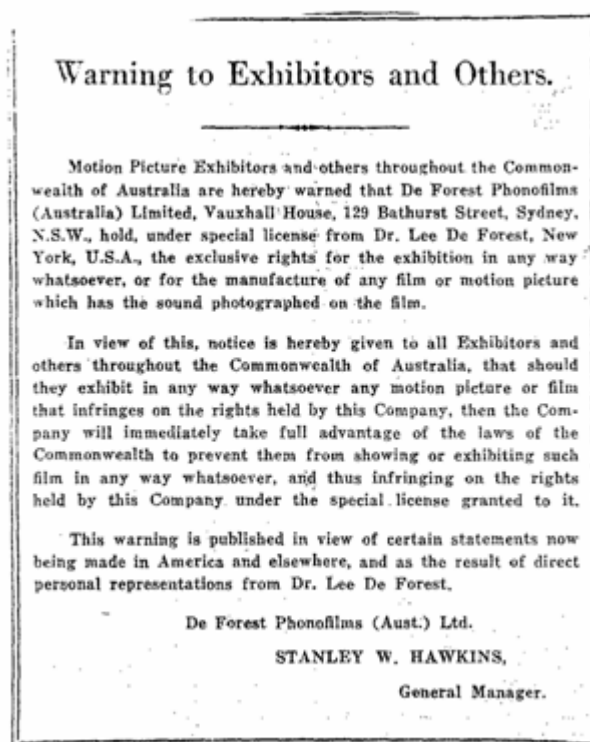 Warning to Exhibitors and Others.
Motion Picture Exhibitors and others throughout the Common-
wealth of Australia are hereby warned that De Forest Phonofilms
(Australia) Limited, Vauxhall House, 129 Bathurst Street, Sydney,
N.S.W., hold, under special license from Dr. Lee De Forest, New
York, U.S.A., the exclusive rights for the exhibition in any way
whatsoever, or for the manufacture of any film or motion picture
which has the sound photographed on the film.
In view of this, notice is hereby given to all Exhibitors and
others throughout the Commonwealth of Australia, that should
they exhibit in any way whatsoever any motion picture or film
that infringes on the rights held by this Company, then the Com-
pany will immediately take full advantage of the laws of the
Commonwealth to prevent them from showing or exhibiting such
film in any way whatsoever, and thus infringing on the rights
held by this Company under the special license granted to it.
This warning is published in view of certain statements now
being made in America and elsewhere, and as the result of direct
personal representations from Dr. Lee De Forest.
De Forest Phonofilms (Aust.) Ltd.
STANLEY W. HAWKINS,
General Manager.